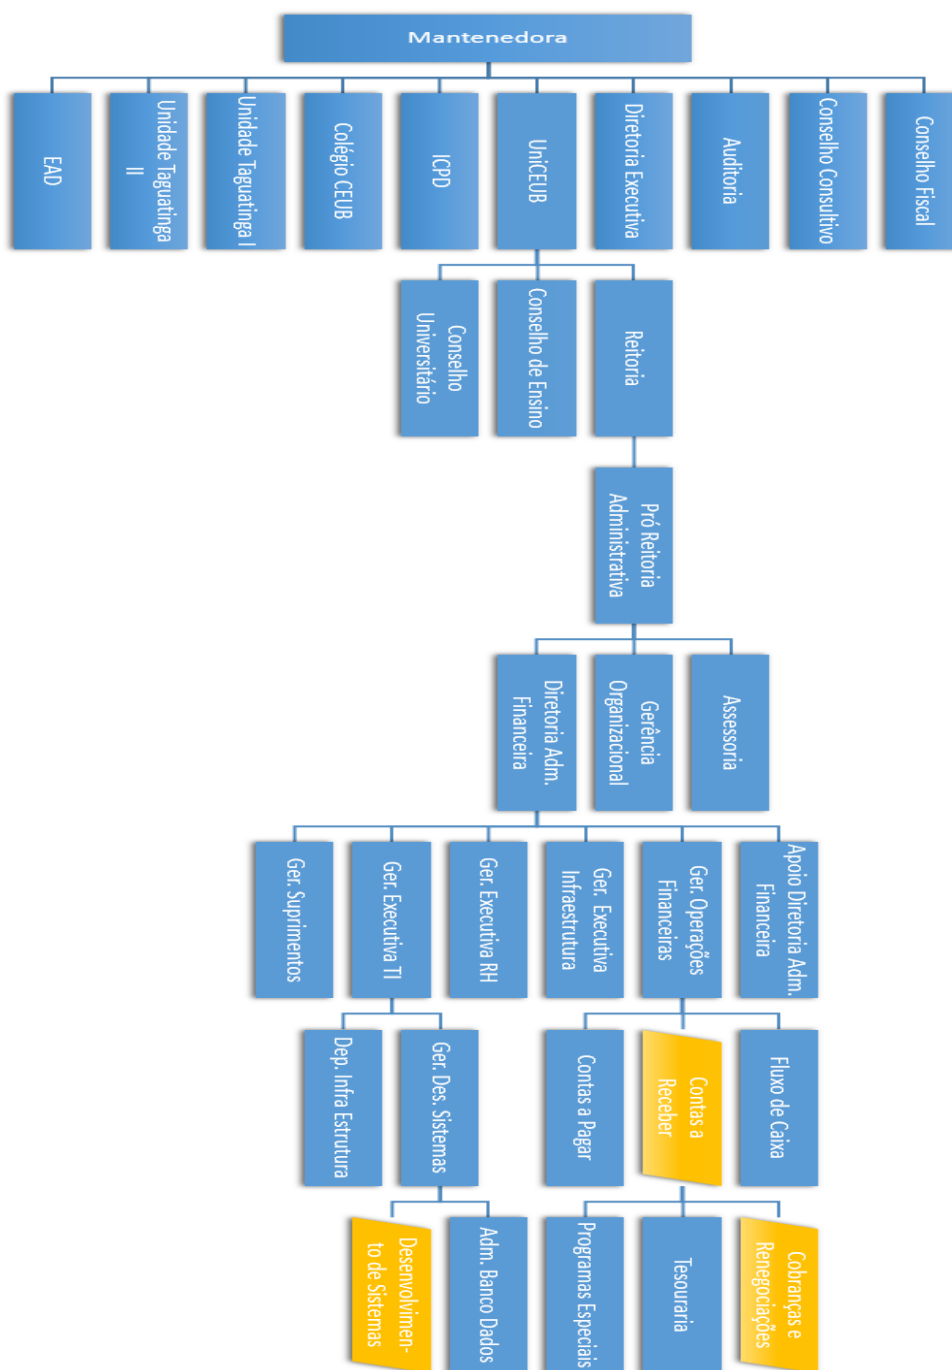 Mantenedora
EAD
Unidade Taguatinga
II
Unidade Taguatinga I
Colégio CEUB
ICPD
UniCEUB
Diretoria Executiva
Auditoria
Conselho Consultivo
Conselho Fiscal
Conselho
Universitário
Conselho de Ensino
Reitoria
Pró Reitoria
Administrativa
Diretoria Adm.
Financeira
Gerência
Organizacional
Assessoria
Ger. Suprimentos
Ger. Executiva TI
Ger. Executiva RH
Ger. Executiva
Infraestrutura
Ger. Operações
Financeiras
Apoio Diretoria Adm.
Financeira
Dep. Infra Estrutura
Ger. Des. Sistemas
Contas a Pagar
Contas a
Receber
Fluxo de Caixa
Desenvolvimen-
to de Sistemas
Adm. Banco Dados
Programas Especiais
Tesouraria
Cobranças e
Renegociações